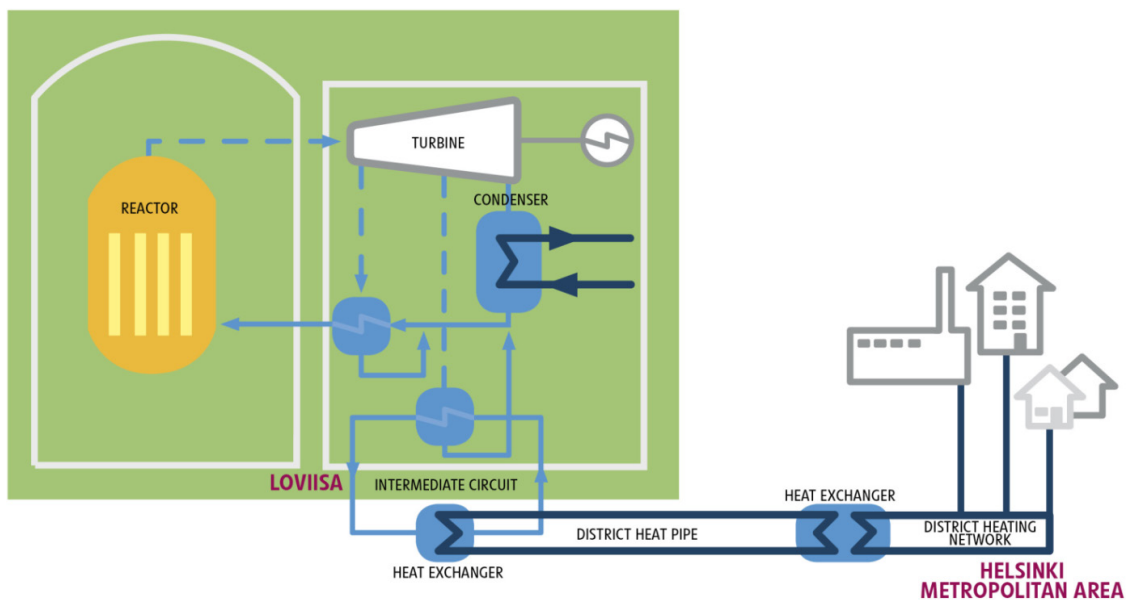 TURBINE
REACTOR
CONDENSER
LOVIISA
INTERMEDIATE CIRCUIT
HEAT EXCHANGER
DISTRICT HEAT PIPE
HEAT EXCHANGER
DISTRICT HEATING
NETWORK
HELSINKI
METROPOLITAN AREA